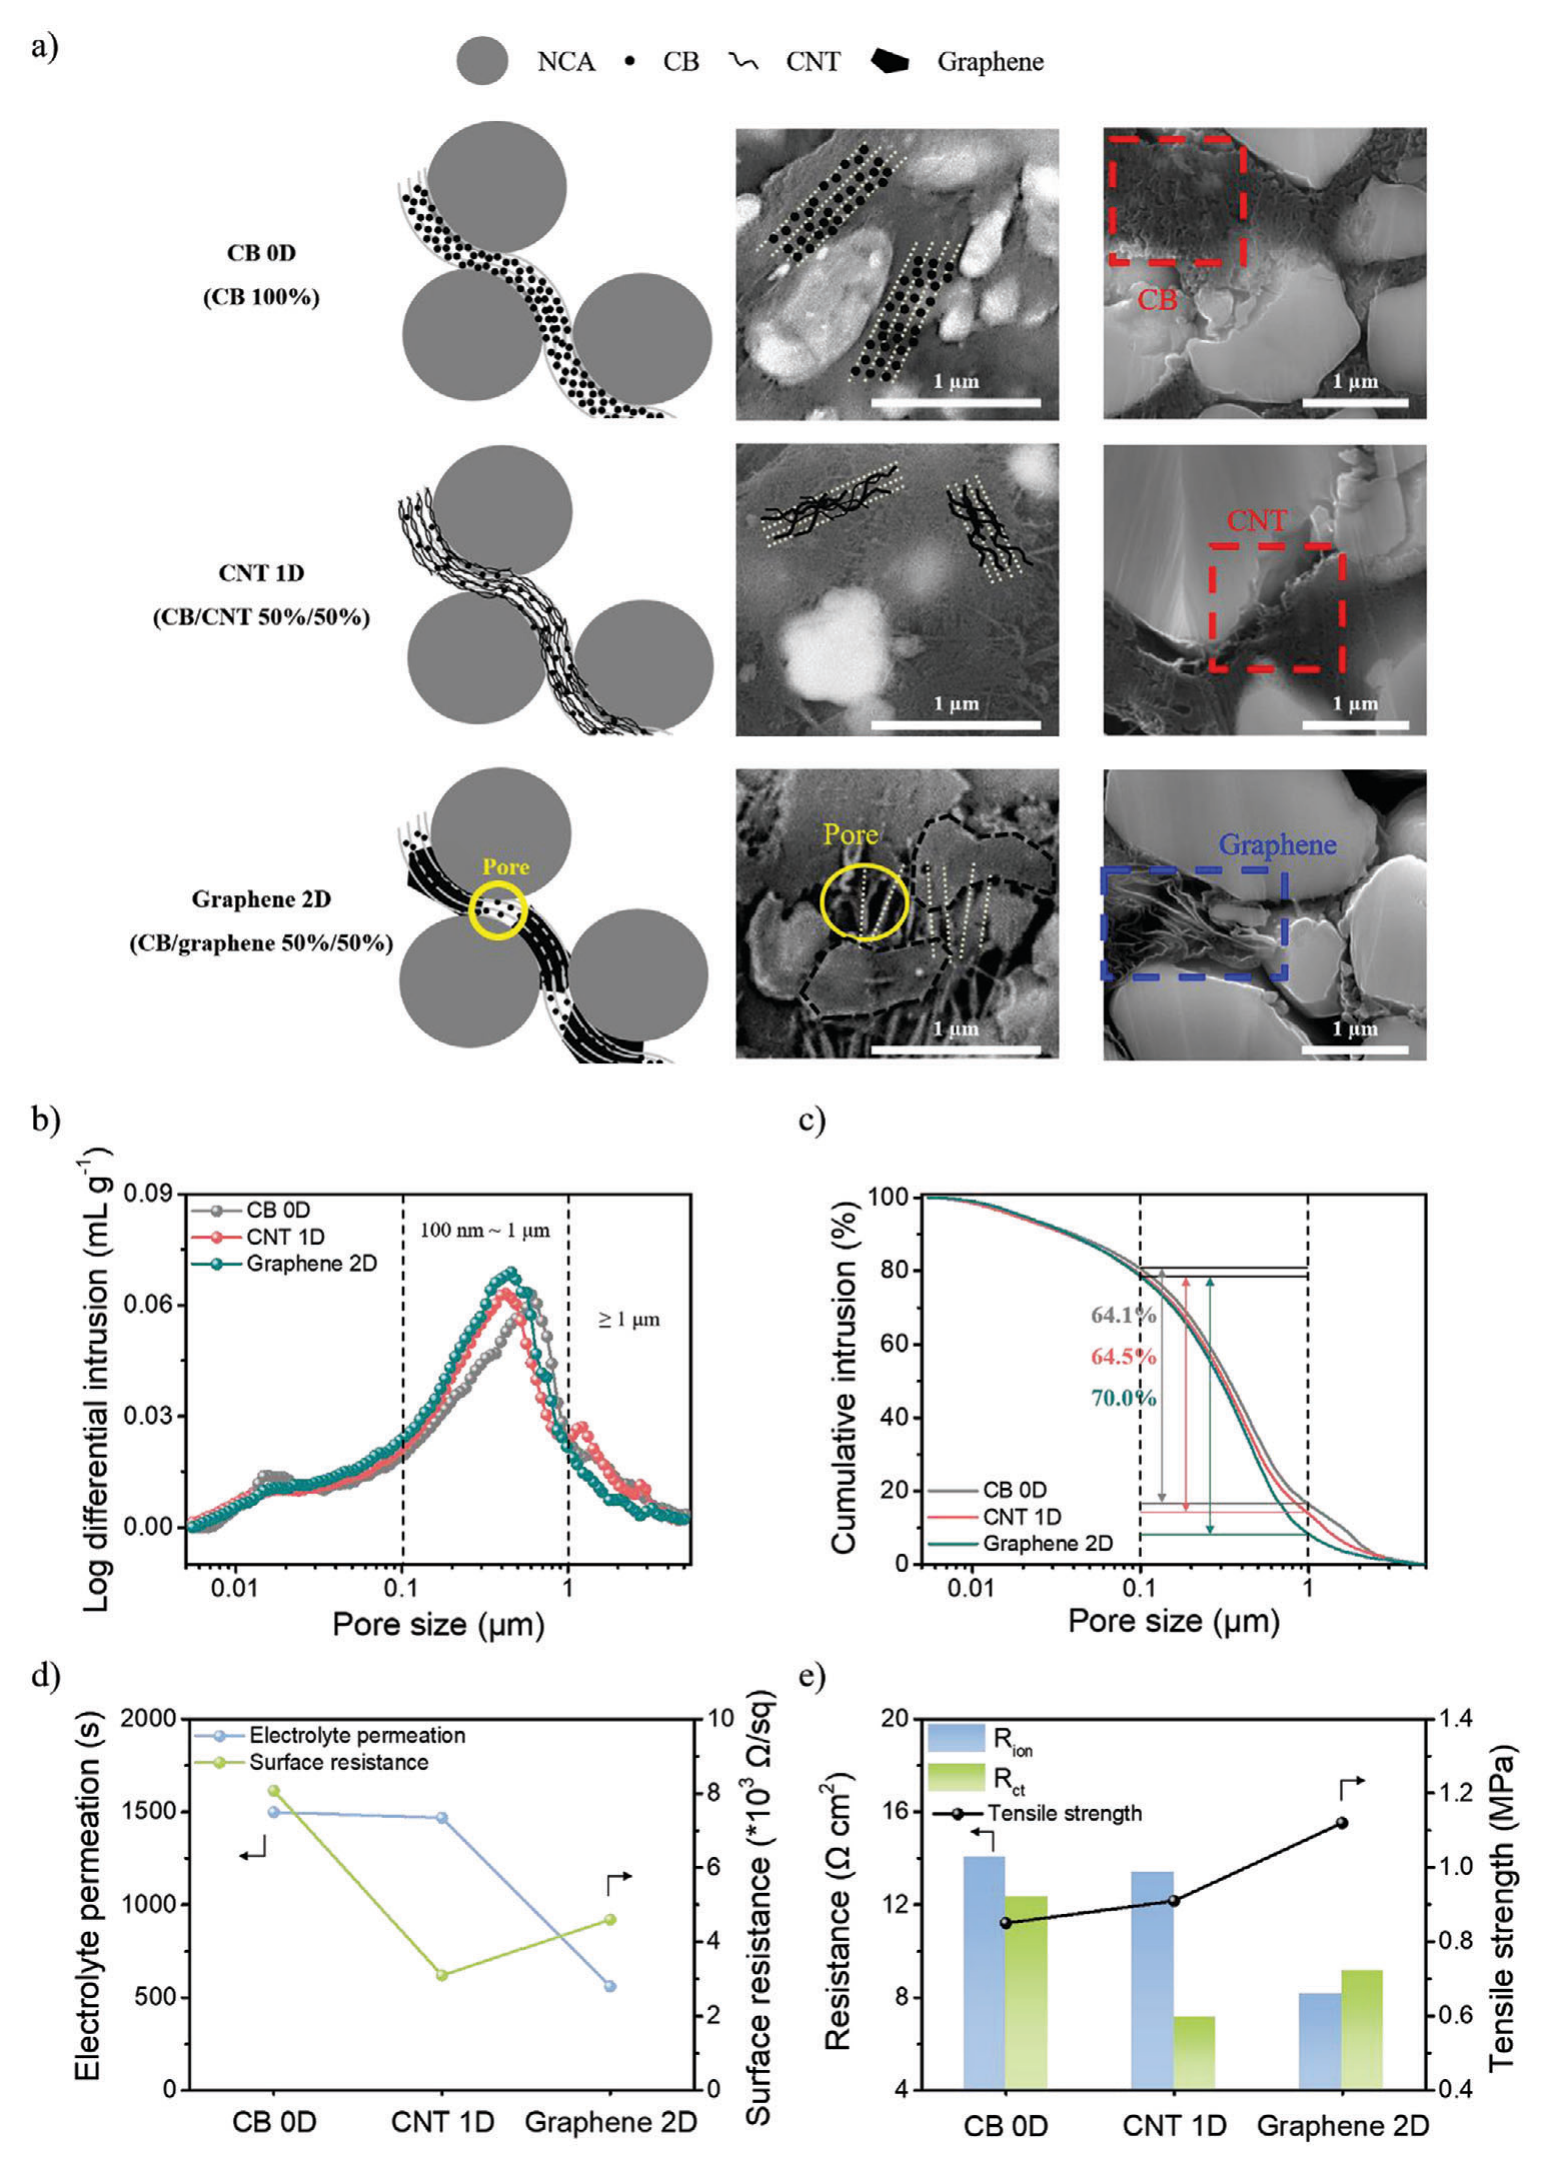 a)
NCA CB CNT Graphene
CB 0D
(CB 100%)
1 µm
CB
1 µm
CNT 1D
(CB/CNT 50%/50%)
1 µm
CNT
1 µm
Graphene 2D
(CB/graphene 50%/50%)
Pore
Pore
1 µm
Graphene
1 µm
b)
Log differential intrusion (mL g⁻¹)
0.09
0.06
0.03
0.00
CB 0D
CNT 1D
Graphene 2D
100 nm ~ 1 µm
≥ 1 µm
0.01 0.1 1
Pore size (µm)
c)
Cumulative intrusion (%)
100
80
60
40
20
0
64.1%
64.5%
70.0%
CB 0D
CNT 1D
Graphene 2D
0.01 0.1 1
Pore size (µm)
d)
Electrolyte permeation (s)
2000
1500
1000
500
0
Electrolyte permeation
Surface resistance
10
8
6
4
2
0
Surface resistance (*10³ Ω/sq)
CB 0D CNT 1D Graphene 2D
e)
Resistance (Ω cm²)
20
16
12
8
4
R_ion
R_ct
Tensile strength
1.4
1.2
1.0
0.8
0.6
0.4
Tensile strength (MPa)
CB 0D CNT 1D Graphene 2D